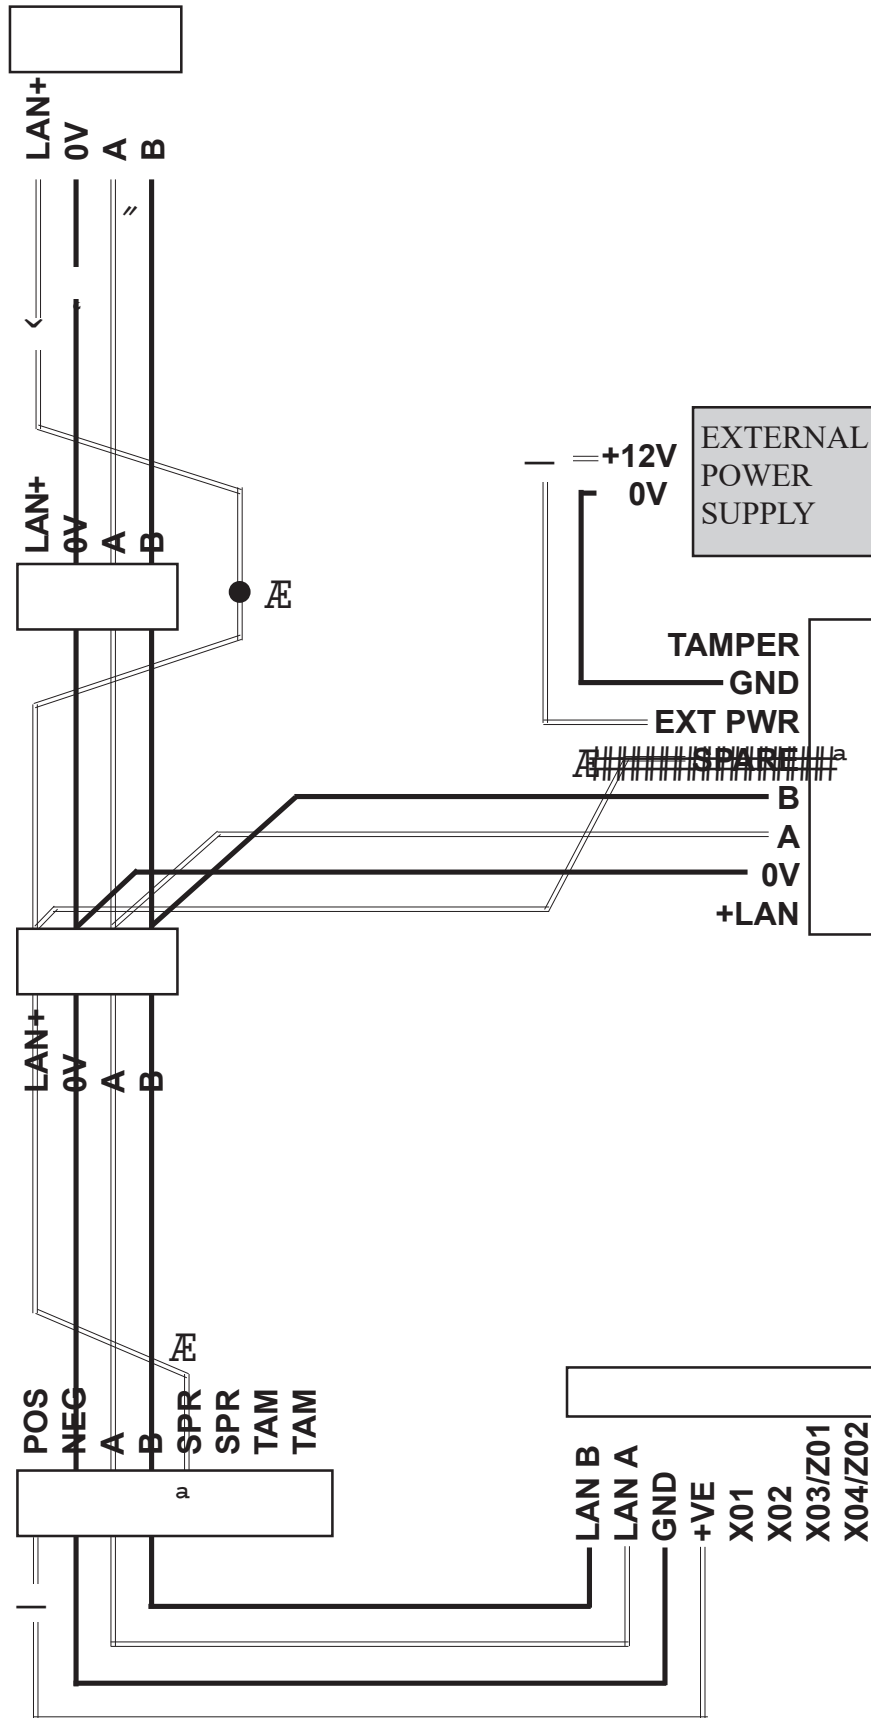 LAN+
0V
A
B
〃
LAN+
0V
A
B
Æ
+12V
0V
EXTERNAL
POWER
SUPPLY
TAMPER
GND
EXT PWR
Æ
SPARE
a
B
A
0V
+LAN
LAN+
0V
A
B
Æ
POS
NEG
A
B
SPR
SPR
TAM
TAM
a
LAN B
LAN A
GND
+VE
X01
X02
X03/Z01
X04/Z02